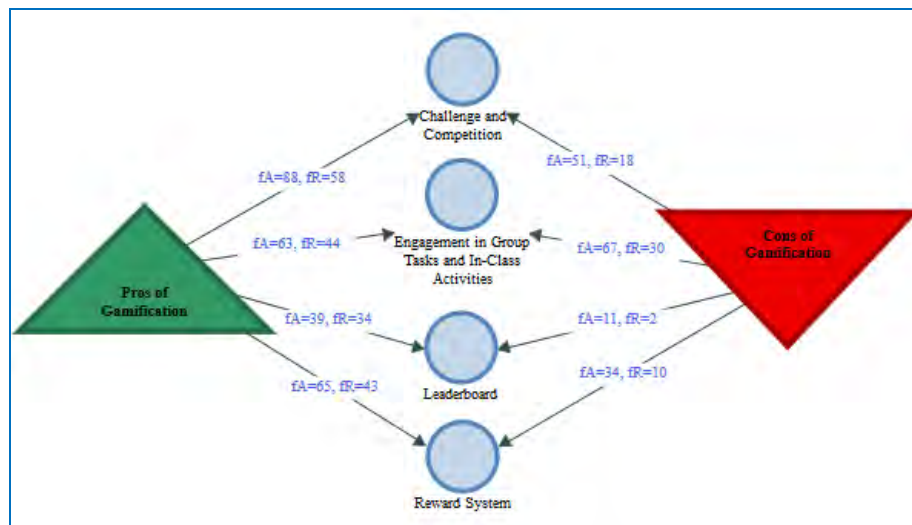 Challenge and
Competition
fA=88, fR=58
fA=51, fR=18
Engagement in Group
Tasks and In-Class
Activities
fA=63, fR=44
fA=67, fR=30
Pros of
Gamification
Cons of
Gamification
fA=39, fR=34
fA=11, fR=2
Leaderboard
fA=65, fR=43
fA=34, fR=10
Reward System